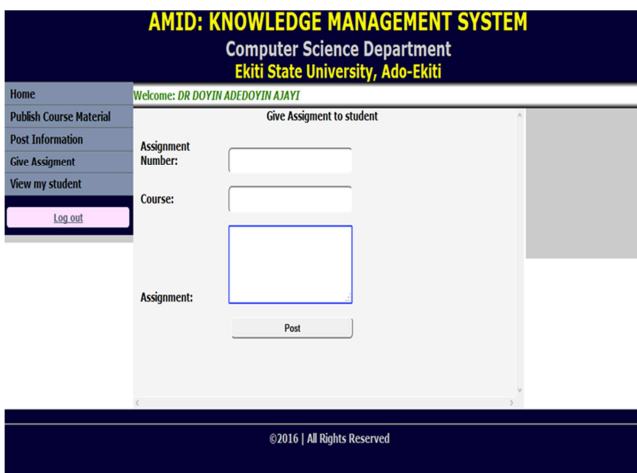 AMID: KNOWLEDGE MANAGEMENT SYSTEM
Computer Science Department
Ekiti State University, Ado-Ekiti
Home
Publish Course Material
Post Information
Give Assigment
View my student
Log out
Welcome: DR DOYIN ADEDOYIN AJAYI
Give Assigment to student
Assignment
Number:
Course:
Assignment:
Post
©2016 | All Rights Reserved